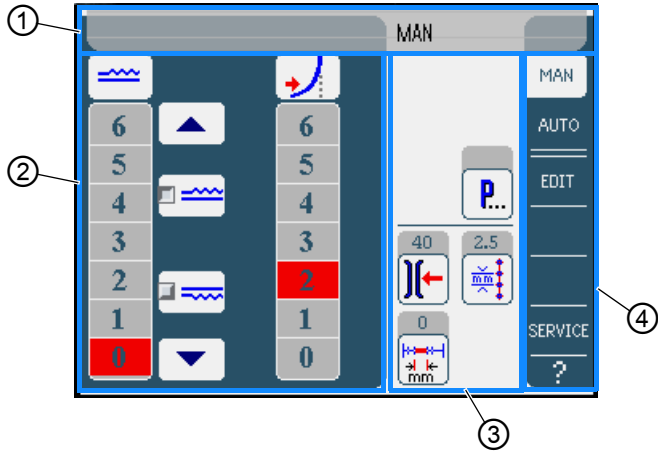 1
MAN
MAN
2
6 6
5 5
4 4
3 3
2 2
1 1
0 0
P...
40 2.5
mm
0
mm
AUTO
EDIT
SERVICE
?
3
4